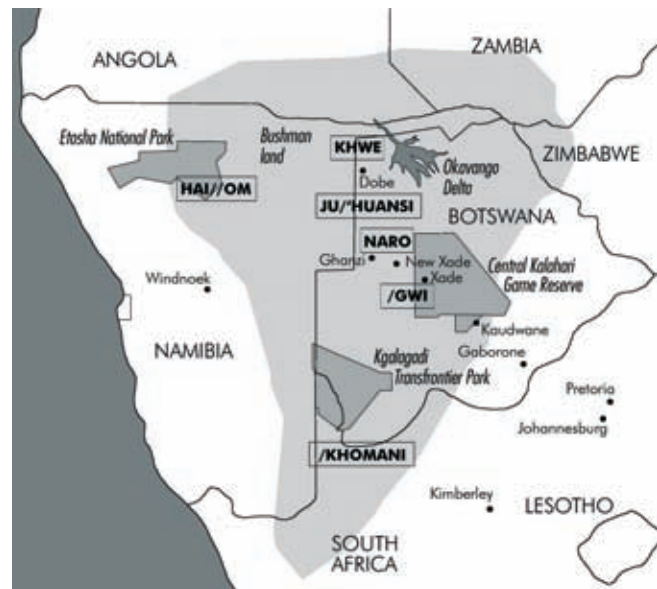 ANGOLA
ZAMBIA
Etosha National Park
Bushman
land
KHWE
Dobe
Okavango
Delta
ZIMBABWE
HAI//OM
JU/'HUANSI
BOTSWANA
NARO
Ghanzi
New Xade
Xade
Central Kalahari
Game Reserve
Windnoek
/GWI
Kaudwane
NAMIBIA
Gaborone
Kgalagadi
Transfrontier Park
Pretoria
Johannesburg
/KHOMANI
Kimberley
LESOTHO
SOUTH
AFRICA